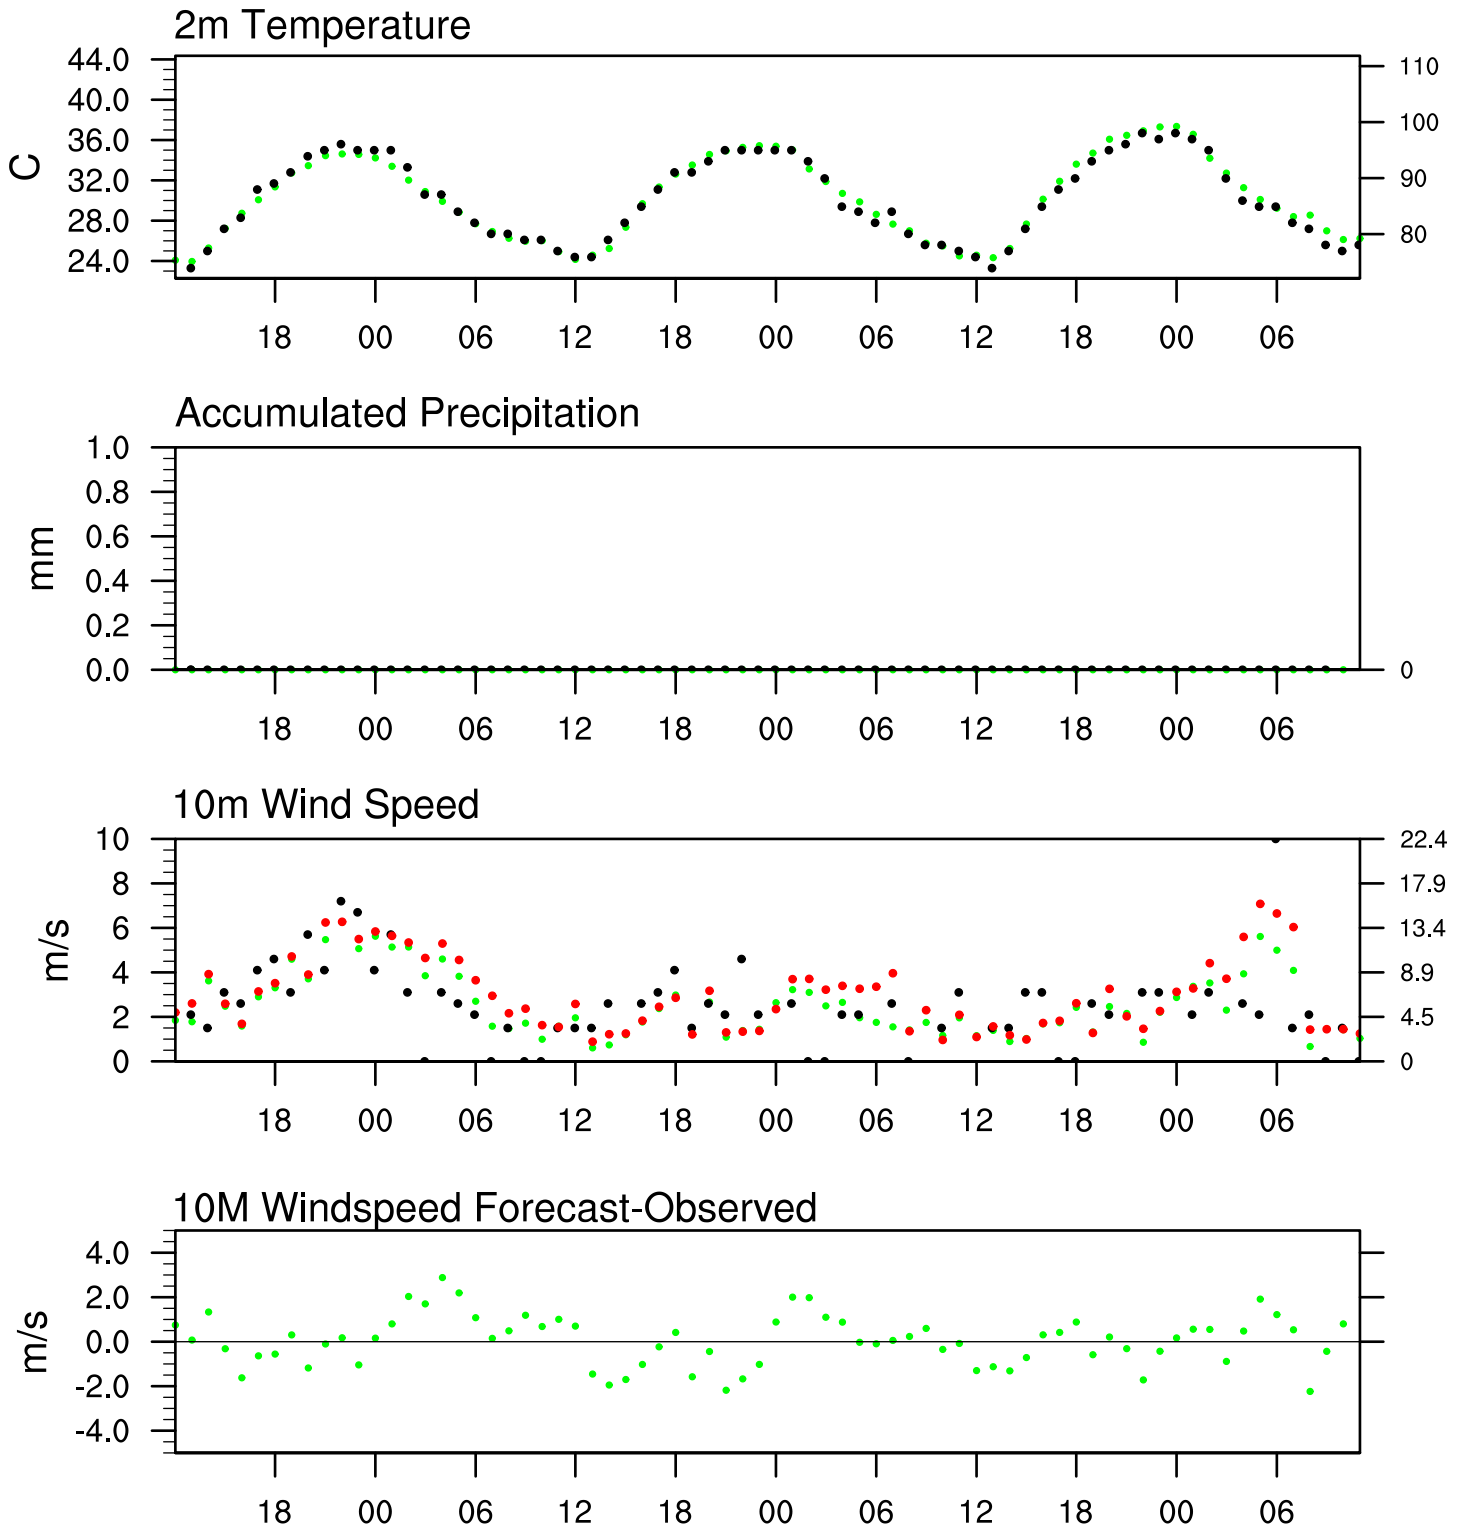 2m Temperature
44.0
40.0
36.0
32.0
28.0
24.0
C
110
100
90
80
18 00 06 12 18 00 06 12 18 00 06
Accumulated Precipitation
1.0
0.8
0.6
0.4
0.2
0.0
mm
0
18 00 06 12 18 00 06 12 18 00 06
10m Wind Speed
10
8
6
4
2
0
m/s
22.4
17.9
13.4
8.9
4.5
0
18 00 06 12 18 00 06 12 18 00 06
10M Windspeed Forecast-Observed
4.0
2.0
0.0
-2.0
-4.0
m/s
18 00 06 12 18 00 06 12 18 00 06